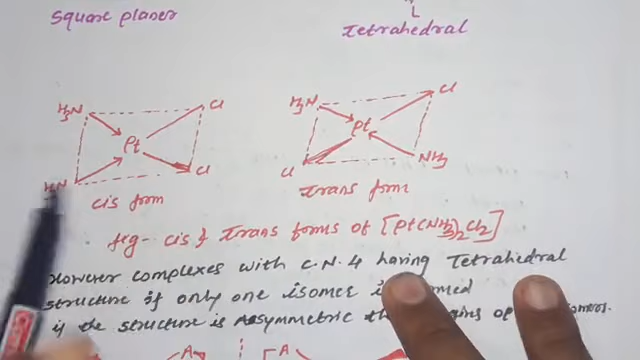 Square planer
L
Tetrahedral
H3N Cl
Pt
H3N Cl
cis form
H3N Cl
Pt
Cl NH3
Trans form
fig- cis & Trans forms of [Pt(NH3)2Cl2]
However complexes with C.N.4 having Tetrahedral
structure if only one isomer
if the structure is Asymmetric
A A